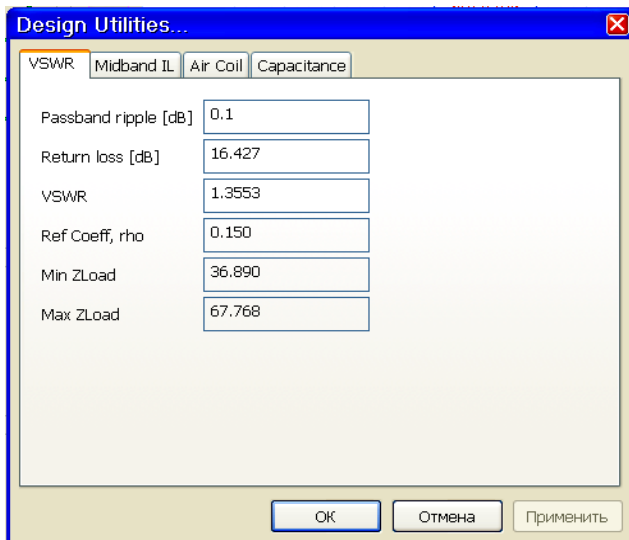 Design Utilities...
VSWR Midband IL Air Coil Capacitance
Passband ripple [dB] 0.1
Return loss [dB] 16.427
VSWR 1.3553
Ref Coeff, rho 0.150
Min ZLoad 36.890
Max ZLoad 67.768
ОК Отмена Применить